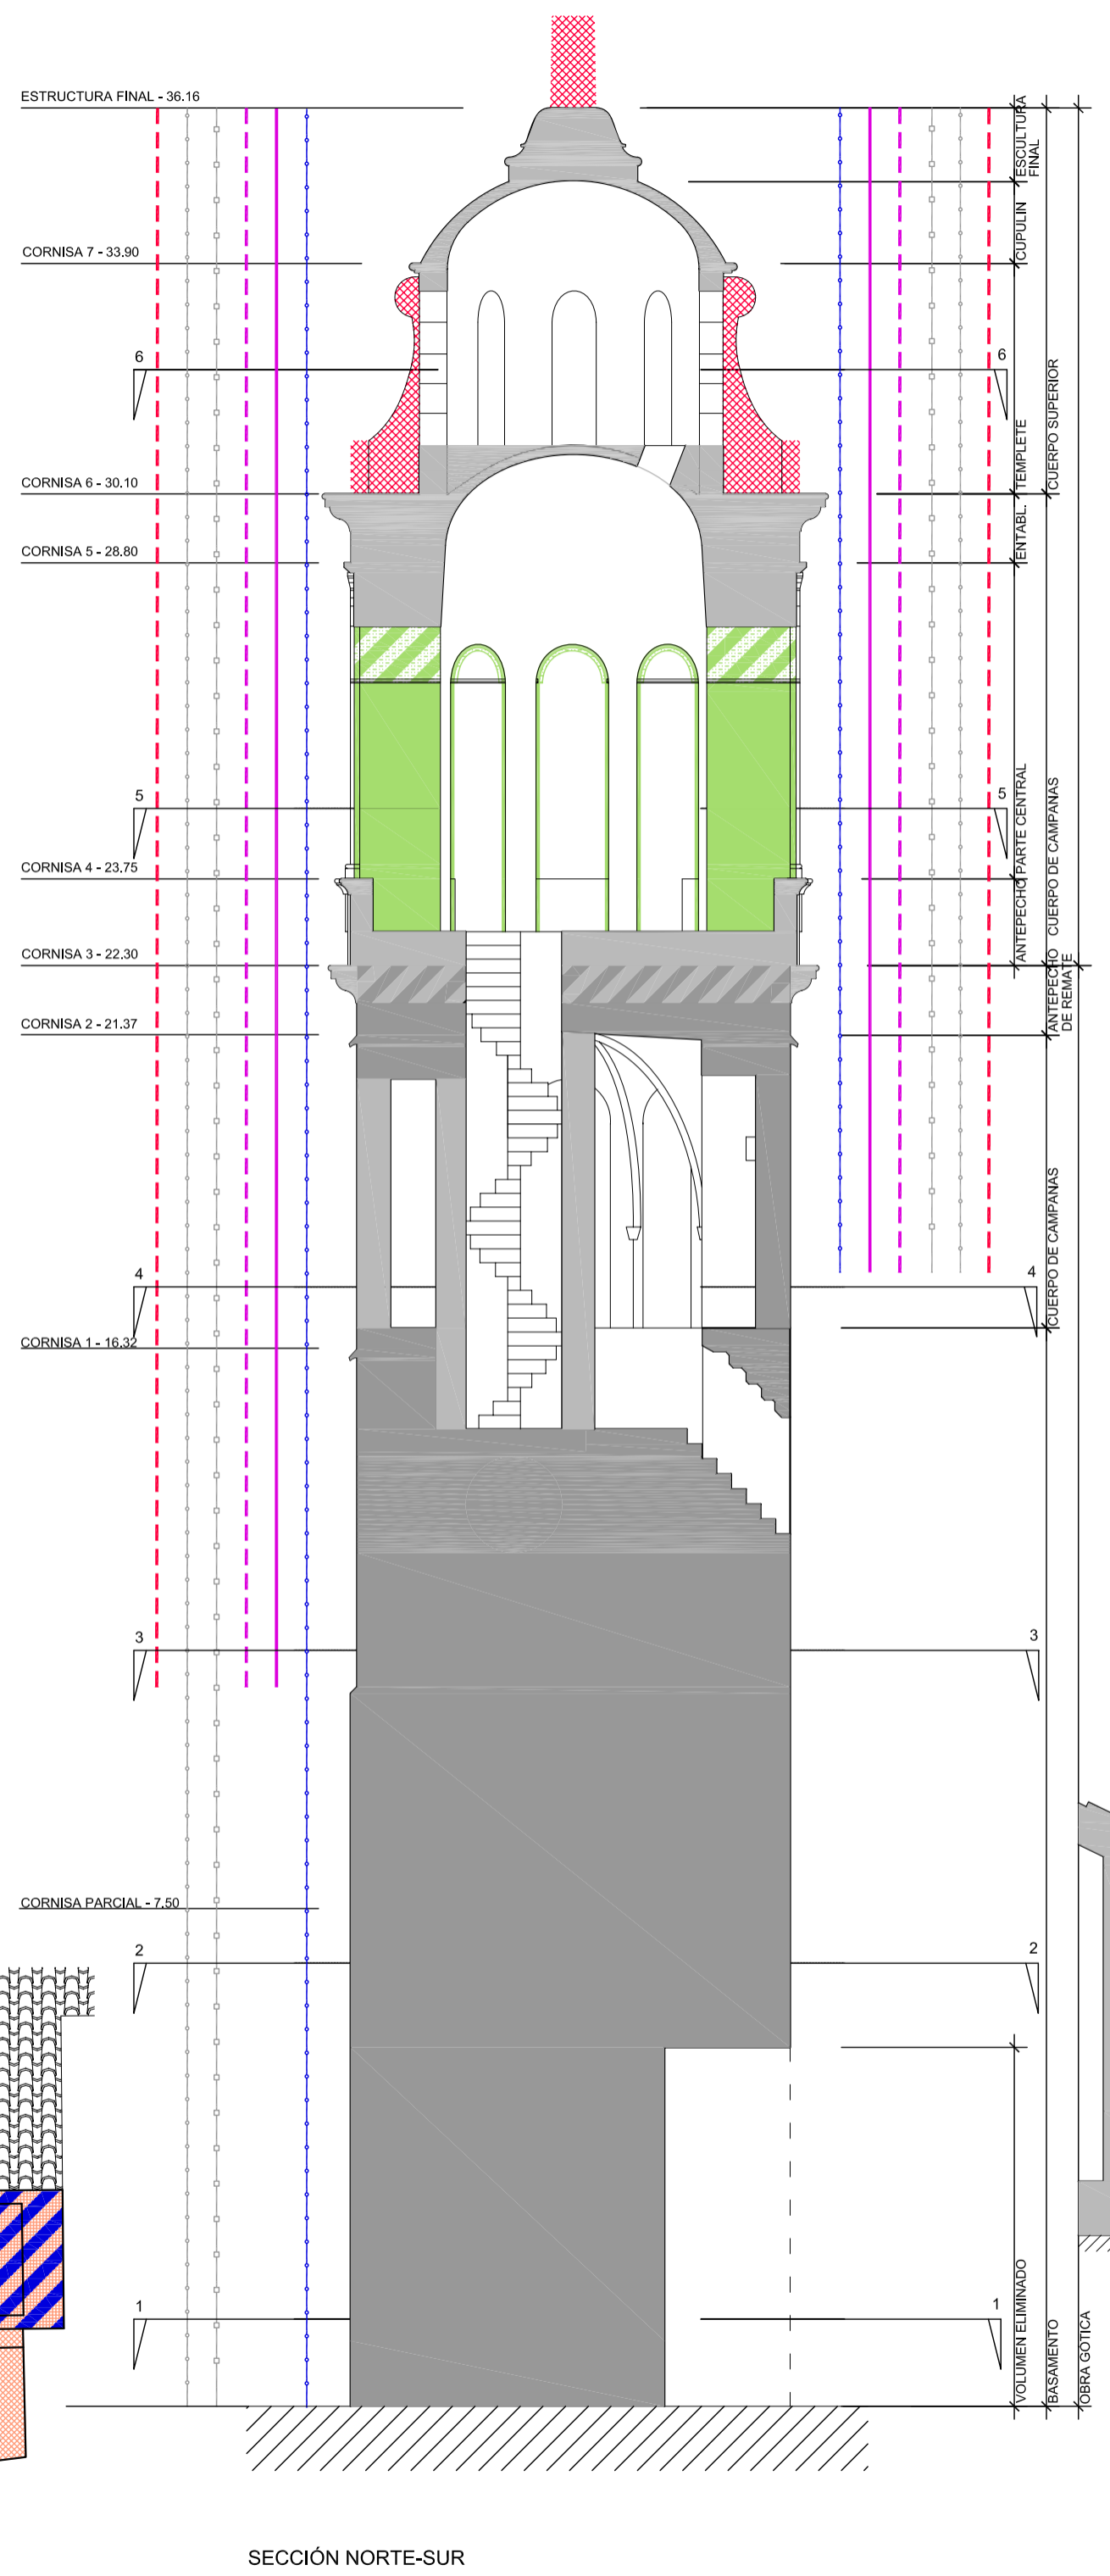 ESTRUCTURA FINAL - 36.16
ESCULTURA
FINAL
CUPULIN
CORNISA 7 - 33.90
6
6
CUERPO SUPERIOR
TEMPLETE
CORNISA 6 - 30.10
ENTABL.
CORNISA 5 - 28.80
PARTE CENTRAL
CUERPO DE CAMPANAS
5
5
CORNISA 4 - 23.75
ANTEPECHO
CORNISA 3 - 22.30
ANTEPECHO
DE REMATE
CORNISA 2 - 21.37
CUERPO DE CAMPANAS
4
4
CORNISA 1 - 16.32
3
3
CORNISA PARCIAL - 7.50
2
2
1
1
VOLUMEN ELIMINADO
BASAMENTO
OBRA GOTICA
SECCIÓN NORTE-SUR